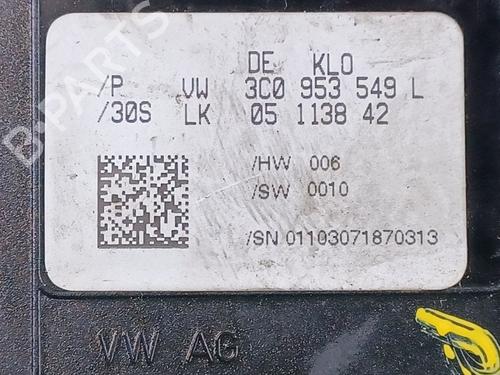 DE KLO
/P VW 3C0 953 549 L
/30S LK 05 1138 42
/HW 006
/SW 0010
/SN 01103071870313
VW AG
B-PARTS